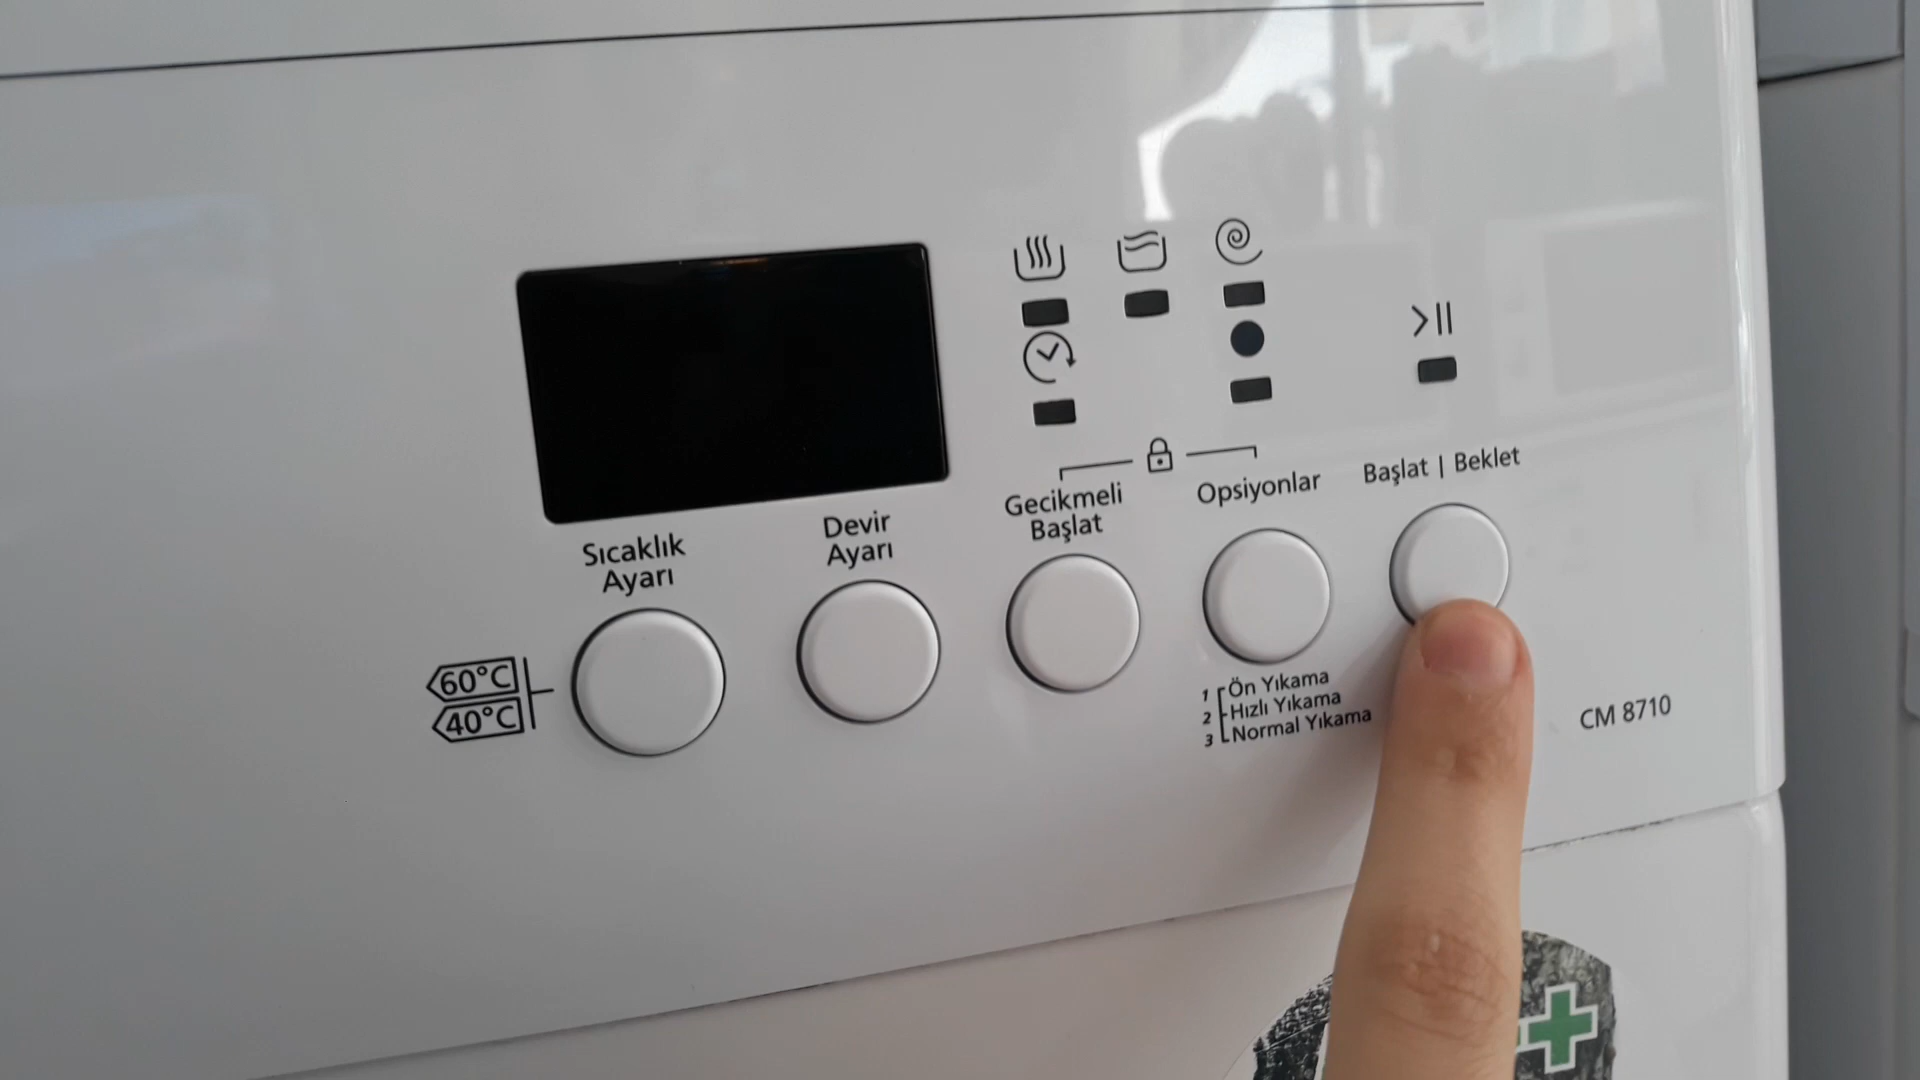 Sıcaklık
Ayarı
Devir
Ayarı
Gecikmeli
Başlat
Opsiyonlar
Başlat | Beklet
60°C
40°C
1 Ön Yıkama
2 Hızlı Yıkama
3 Normal Yıkama
CM 8710